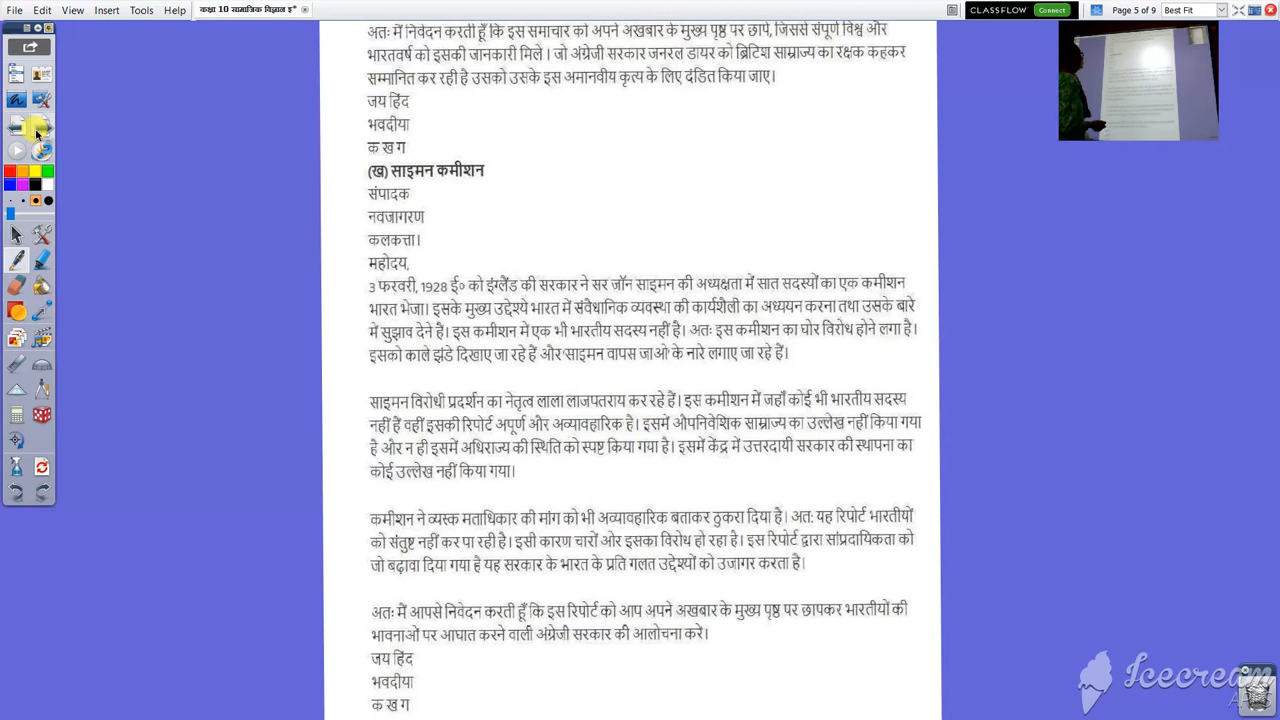 File Edit View Insert Tools Help कक्षा 10 सामाजिक विज्ञान इ* CLASSFLOW Connect Page 5 of 9 Best Fit
अतः मैं निवेदन करती हूँ कि इस समाचार को अपने अखबार के मुख्य पृष्ठ पर छापे, जिससे संपूर्ण विश्व और
भारतवर्ष को इसकी जानकारी मिले। जो अंग्रेजी सरकार जनरल डायर को ब्रिटिश साम्राज्य का रक्षक कहकर
सम्मानित कर रही है उसको उसके इस अमानवीय कृत्य के लिए दंडित किया जाए।
जय हिंद
भवदीया
क ख ग
(ख) साइमन कमीशन
संपादक
नवजागरण
कलकत्ता।
महोदय,
3 फरवरी, 1928 ई० को इंग्लैंड की सरकार ने सर जॉन साइमन की अध्यक्षता में सात सदस्यों का एक कमीशन
भारत भेजा। इसके मुख्य उद्देश्ये भारत में संवैधानिक व्यवस्था की कार्यशैली का अध्ययन करना तथा उसके बारे
में सुझाव देने है। इस कमीशन में एक भी भारतीय सदस्य नहीं है। अतः इस कमीशन का घोर विरोध होने लगा है।
इसको काले झंडे दिखाए जा रहे हैं और 'साइमन वापस जाओ' के नारे लगाए जा रहे हैं।
साइमन विरोधी प्रदर्शन का नेतृत्व लाला लाजपतराय कर रहे हैं। इस कमीशन में जहाँ कोई भी भारतीय सदस्य
नहीं हैं वहीं इसकी रिपोर्ट अपूर्ण और अव्यावहारिक है। इसमें औपनिवेशिक साम्राज्य का उल्लेख नहीं किया गया
है और न ही इसमें अधिराज्य की स्थिति को स्पष्ट किया गया है। इसमें केंद्र में उत्तरदायी सरकार की स्थापना का
कोई उल्लेख नहीं किया गया।
कमीशन ने व्यस्क मताधिकार की मांग को भी अव्यावहारिक बताकर ठुकरा दिया है। अत: यह रिपोर्ट भारतीयों
को संतुष्ट नहीं कर पा रही है। इसी कारण चारों ओर इसका विरोध हो रहा है। इस रिपोर्ट द्वारा सांप्रदायिकता को
जो बढ़ावा दिया गया है यह सरकार के भारत के प्रति गलत उद्देश्यों को उजागर करता है।
अतः मैं आपसे निवेदन करती हूँ कि इस रिपोर्ट को आप अपने अखबार के मुख्य पृष्ठ पर छापकर भारतीयों की
भावनाओं पर आघात करने वाली अंग्रेजी सरकार की आलोचना करें।
जय हिंद
भवदीया
क ख ग
Icecream